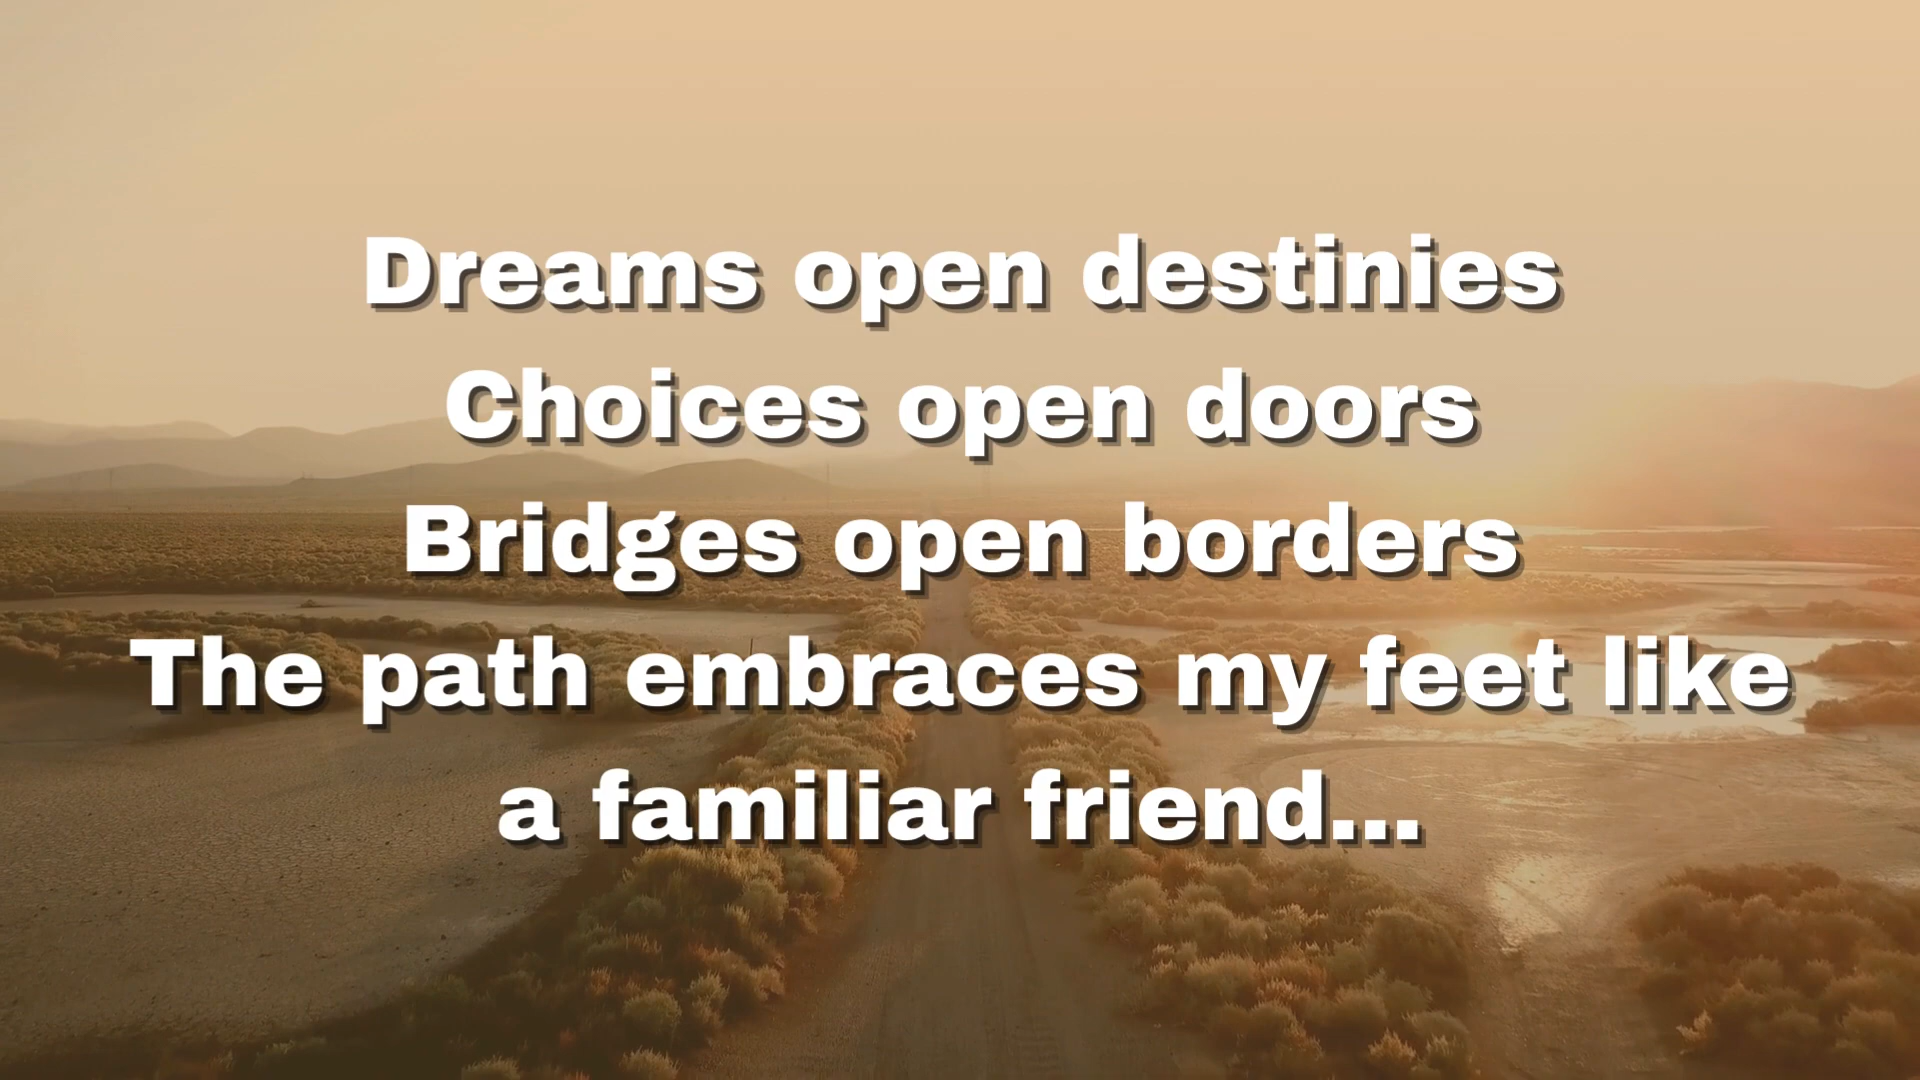 Dreams open destinies
Choices open doors
Bridges open borders
The path embraces my feet like
a familiar friend...